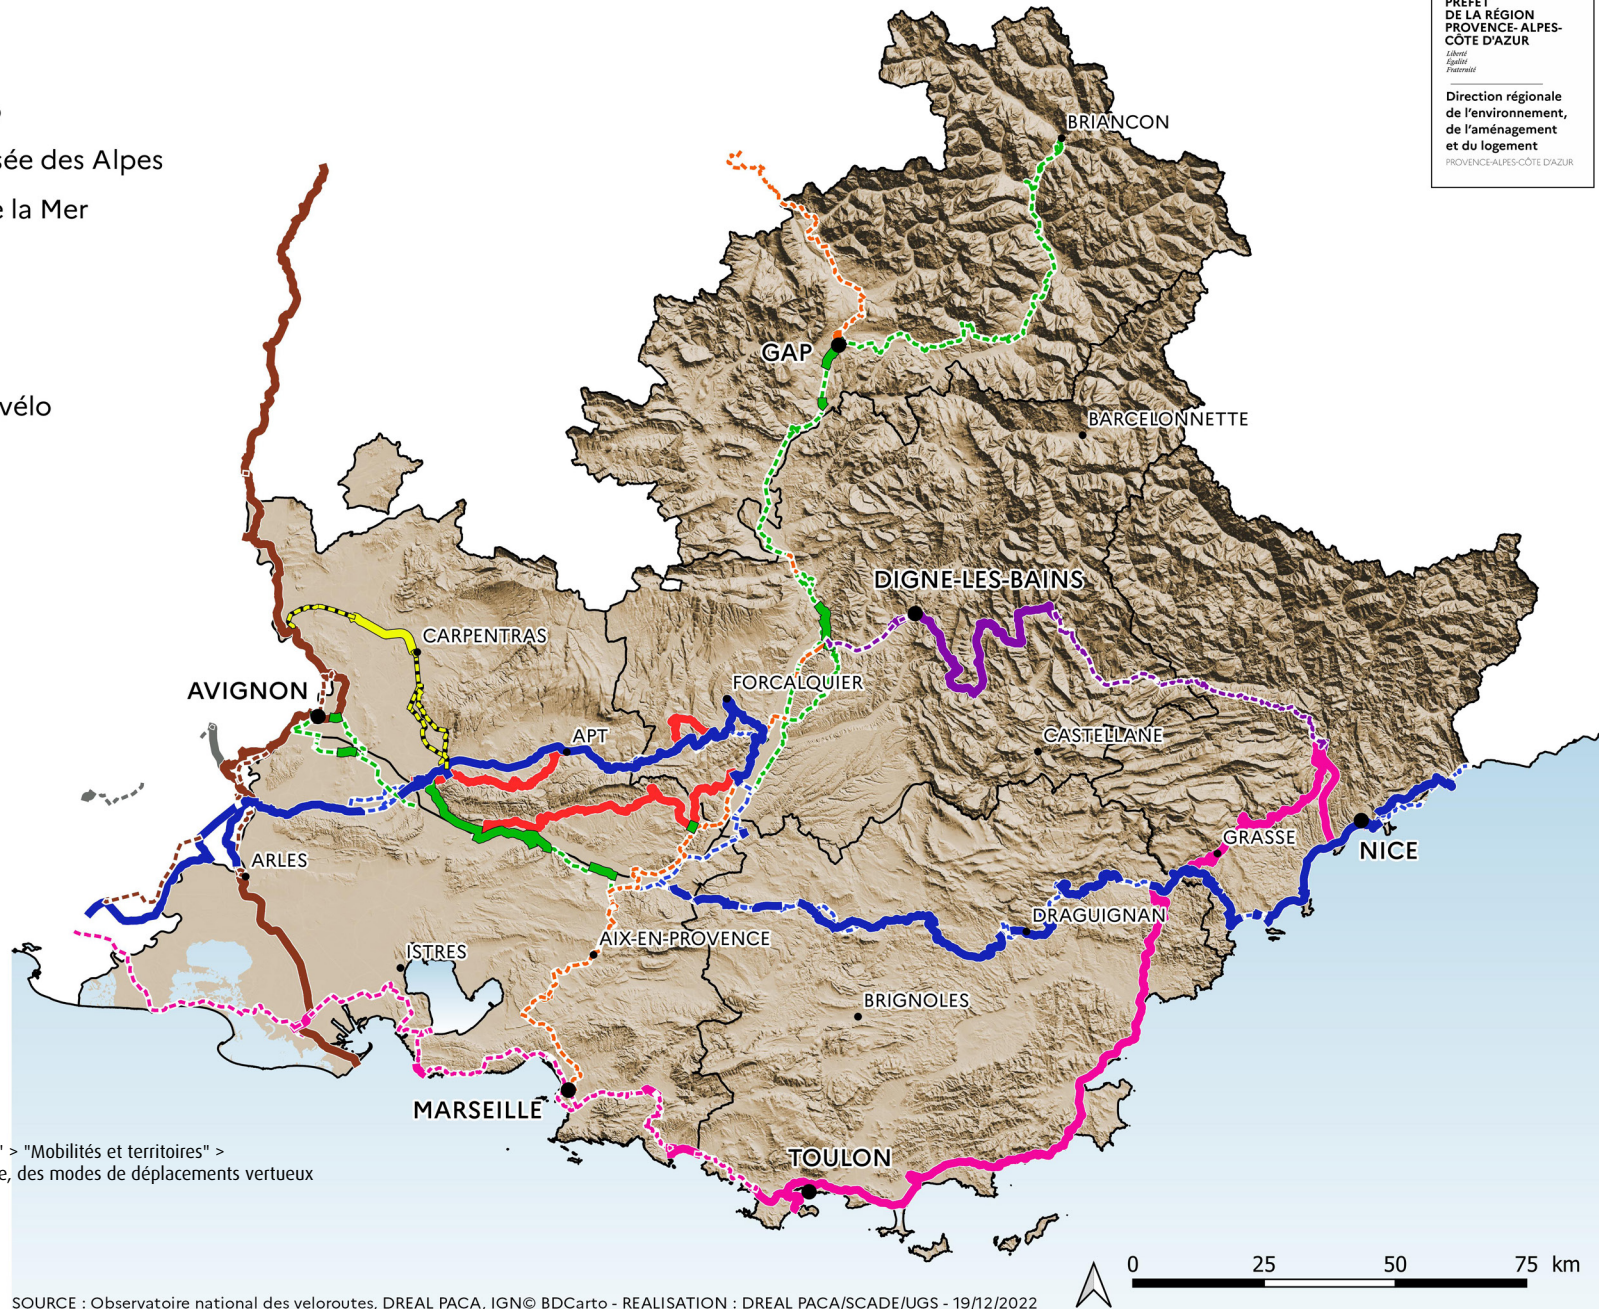 PRÉFET
DE LA RÉGION
PROVENCE- ALPES-
CÔTE D'AZUR
Liberté
Égalité
Fraternité
Direction régionale
de l'environnement,
de l'aménagement
et du logement
PROVENCE-ALPES-CÔTE D'AZUR
sée des Alpes
e la Mer
vélo
BRIANCON
GAP
BARCELONNETTE
DIGNE-LES-BAINS
CARPENTRAS
FORCALQUIER
AVIGNON
APT
CASTELLANE
GRASSE
NICE
ARLES
DRAGUIGNAN
AIX-EN-PROVENCE
ISTRES
BRIGNOLES
MARSEILLE
TOULON
" > "Mobilités et territoires" >
e, des modes de déplacements vertueux
0 25 50 75 km
SOURCE : Observatoire national des veloroutes, DREAL PACA, IGN© BDCarto - REALISATION : DREAL PACA/SCADE/UGS - 19/12/2022